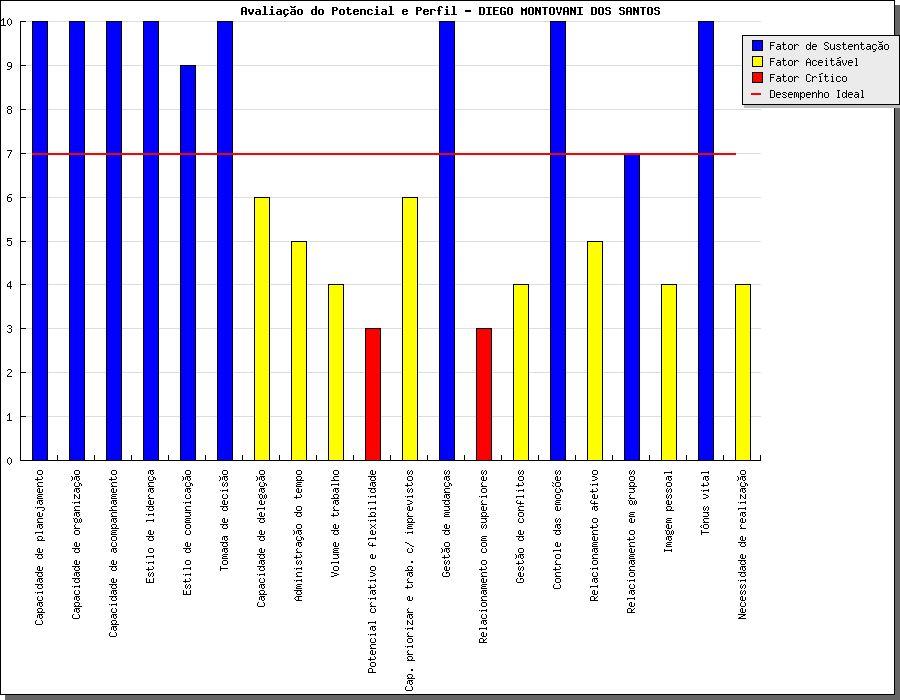 Avaliação do Potencial e Perfil - DIEGO MONTOVANI DOS SANTOS
Fator de Sustentação
Fator Aceitável
Fator Crítico
Desempenho Ideal
10
9
8
7
6
5
4
3
2
1
0
Capacidade de planejamento
Capacidade de organização
Capacidade de acompanhamento
Estilo de liderança
Estilo de comunicação
Tomada de decisão
Capacidade de delegação
Administração do tempo
Volume de trabalho
Potencial criativo e flexibilidade
Cap. priorizar e trab. c/ imprevistos
Gestão de mudanças
Relacionamento com superiores
Gestão de conflitos
Controle das emoções
Relacionamento afetivo
Relacionamento em grupos
Imagem pessoal
Tônus vital
Necessidade de realização